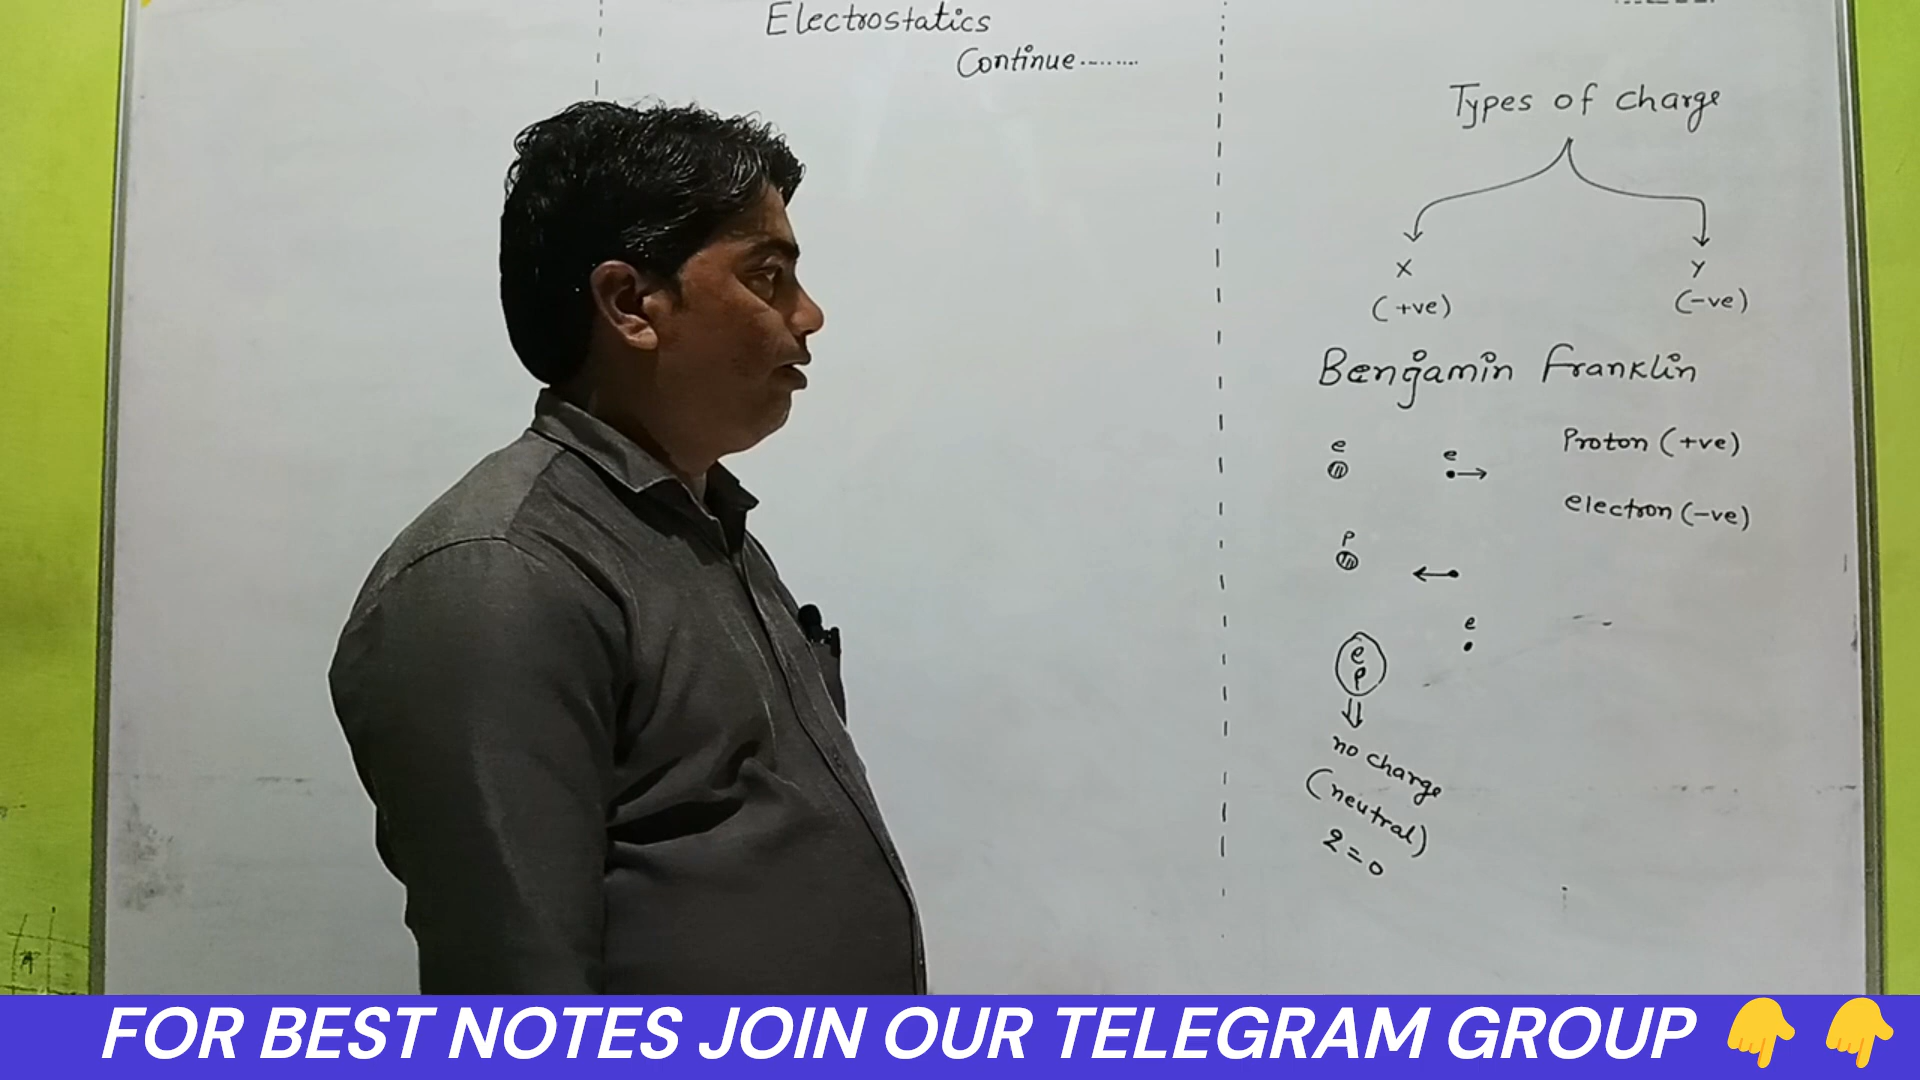 Electrostatics
Continue........
Types of charge
X
Y
(+ve)
(-ve)
Bengamin Franklin
e
e
Proton (+ve)
electron (-ve)
P
e
e
P
no charge
(neutral)
q=0
FOR BEST NOTES JOIN OUR TELEGRAM GROUP 👇 👇